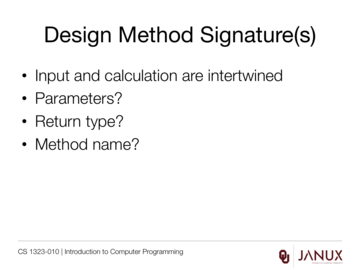 Design Method Signature(s)
• Input and calculation are intertwined
• Parameters?
• Return type?
• Method name?
CS 1323-010 | Introduction to Computer Programming
JANUX